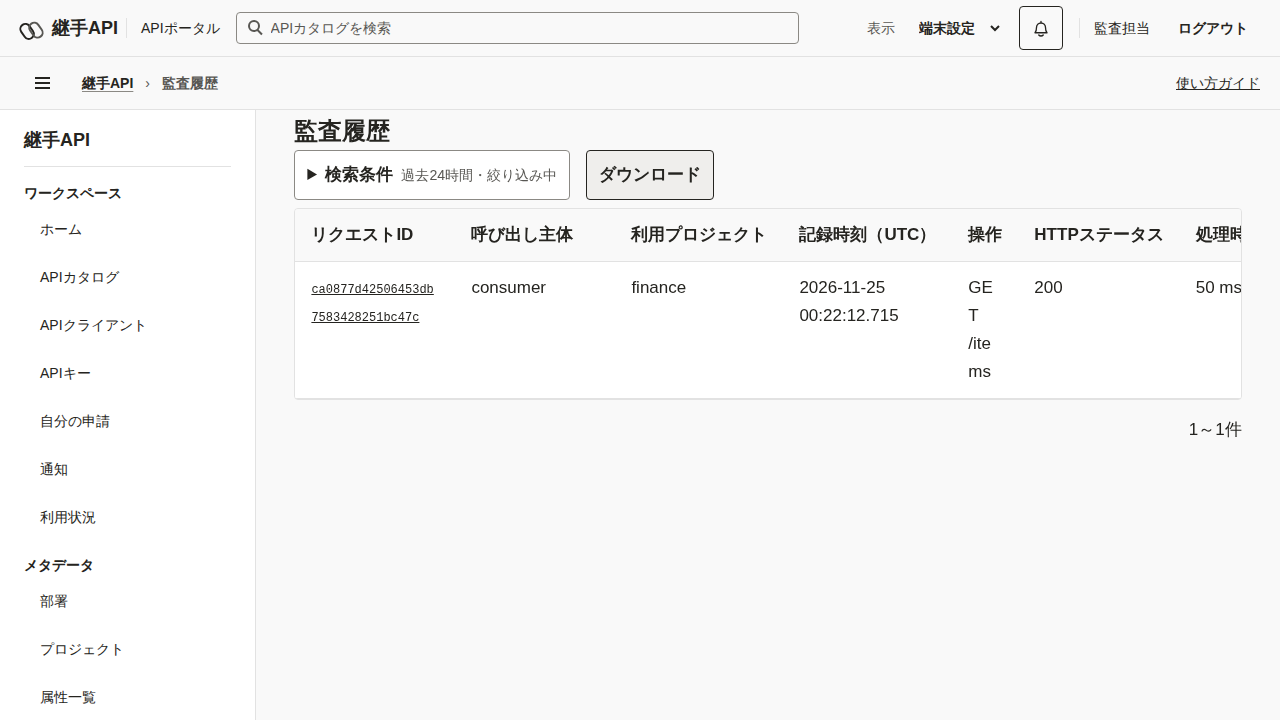 継手API
APIポータル
APIカタログを検索
表示
端末設定
監査担当
ログアウト
継手API › 監査履歴
使い方ガイド
継手API
ワークスペース
ホーム
APIカタログ
APIクライアント
APIキー
自分の申請
通知
利用状況
メタデータ
部署
プロジェクト
属性一覧
監査履歴
検索条件 過去24時間・絞り込み中
ダウンロード
リクエストID 呼び出し主体 利用プロジェクト 記録時刻（UTC） 操作 HTTPステータス 処理時
ca0877d42506453db
7583428251bc47c
consumer
finance
2026-11-25
00:22:12.715
GE
T
/ite
ms
200
50 ms
1～1件